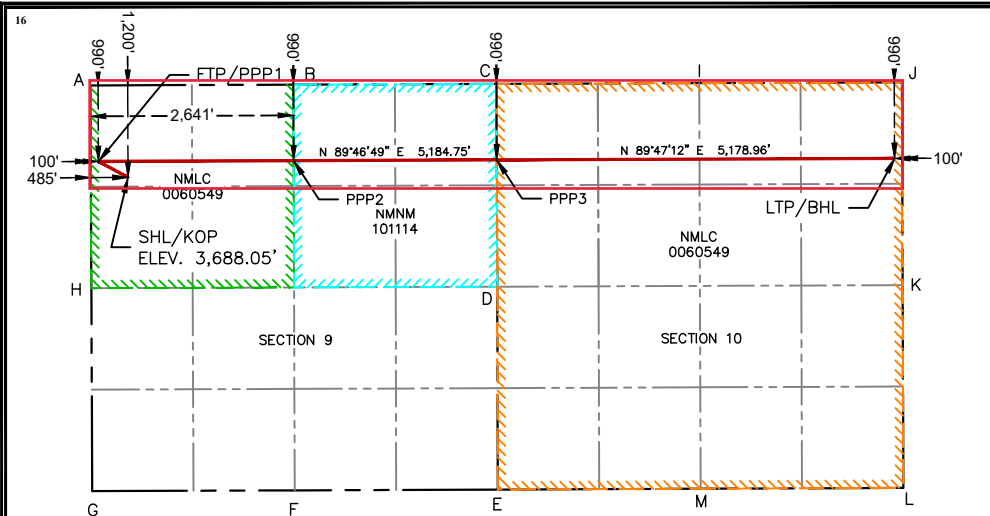 16
990'
1,200'
990'
990'
990'
A
FTP/PPP1
B
C
I
J
2,641'
N 89°46'49" E 5,184.75'
N 89°47'12" E 5,178.96'
100'
100'
485'
NMLC
0060549
PPP2
PPP3
LTP/BHL
NMNM
101114
SHL/KOP
ELEV. 3,688.05'
NMLC
0060549
H
D
K
SECTION 9
SECTION 10
G
F
E
M
L